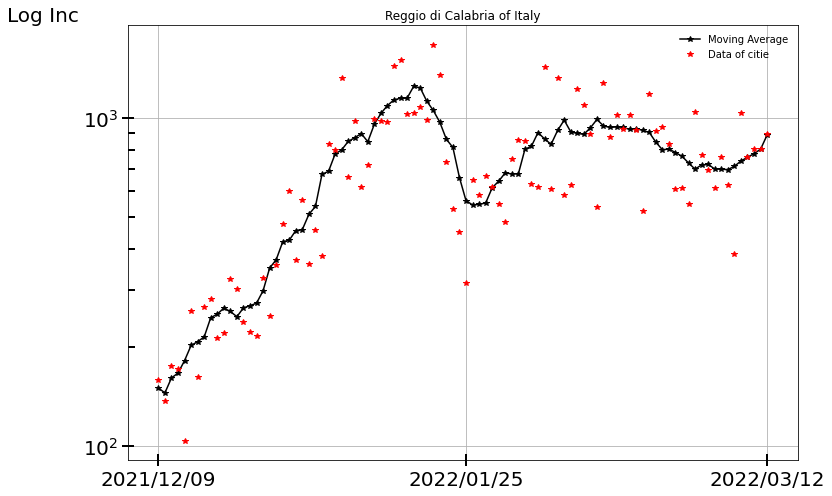 Log Inc
Reggio di Calabria of Italy
Moving Average
Data of citie
10³
10²
2021/12/09
2022/01/25
2022/03/12